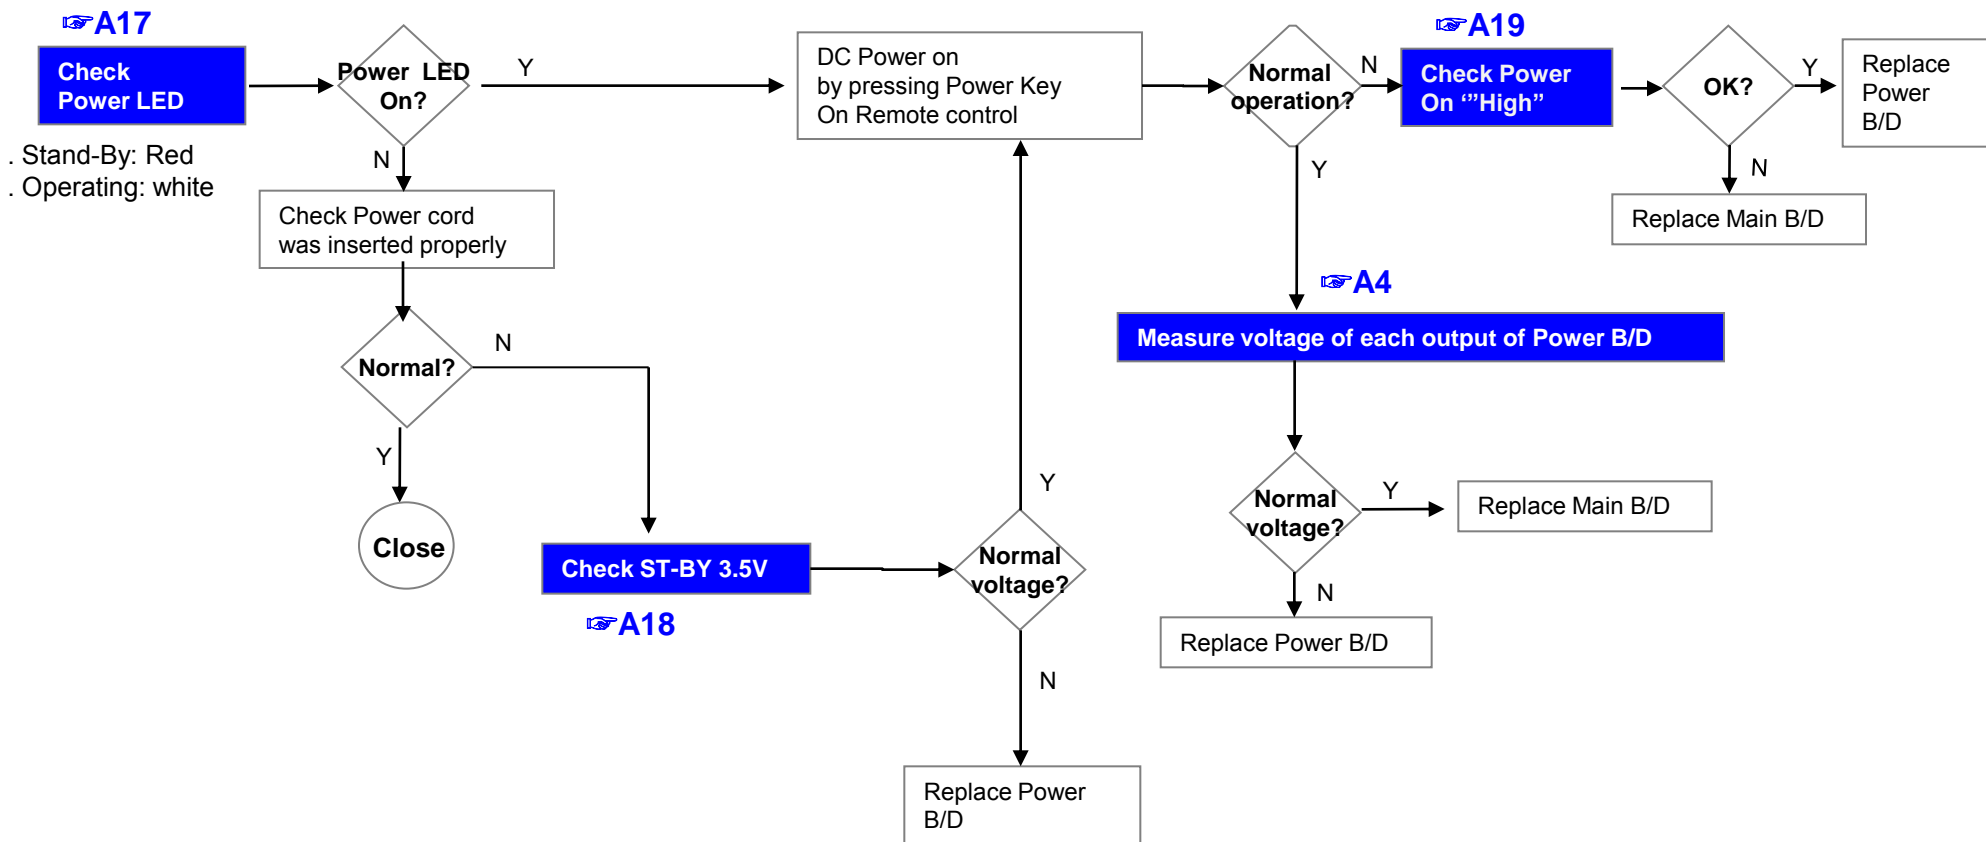 ☞A17
Check
Power LED
. Stand-By: Red
. Operating: white
Power LED
On?
Y
N
Check Power cord
was inserted properly
Normal?
N
Y
Close
Check ST-BY 3.5V
☞A18
Normal
voltage?
Y
N
Replace Power
B/D
DC Power on
by pressing Power Key
On Remote control
Normal
operation?
N
Y
☞A19
Check Power
On ‘”High”
OK?
Y
Replace
Power
B/D
N
Replace Main B/D
☞A4
Measure voltage of each output of Power B/D
Normal
voltage?
Y
Replace Main B/D
N
Replace Power B/D